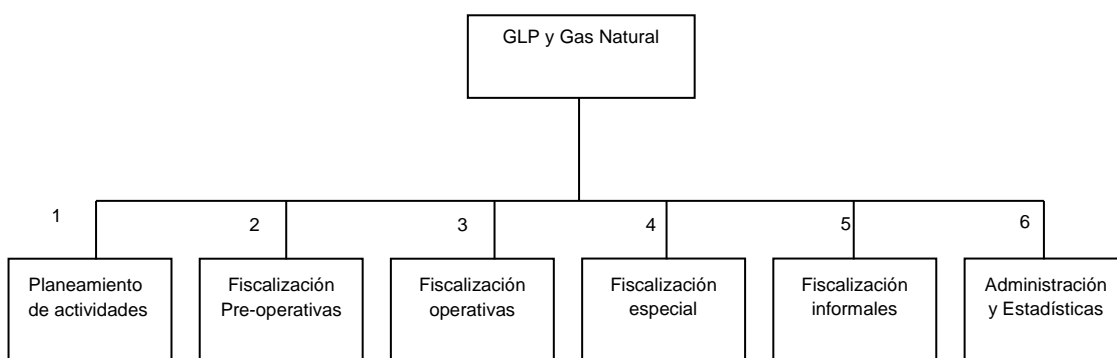 GLP y Gas Natural
1
2
3
4
5
6
Planeamiento
de actividades
Fiscalización
Pre-operativas
Fiscalización
operativas
Fiscalización
especial
Fiscalización
informales
Administración
y Estadísticas